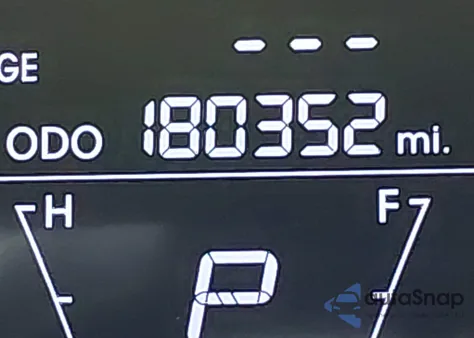 - - -
GE
ODO 180352 mi.
H F
P
autoSnap